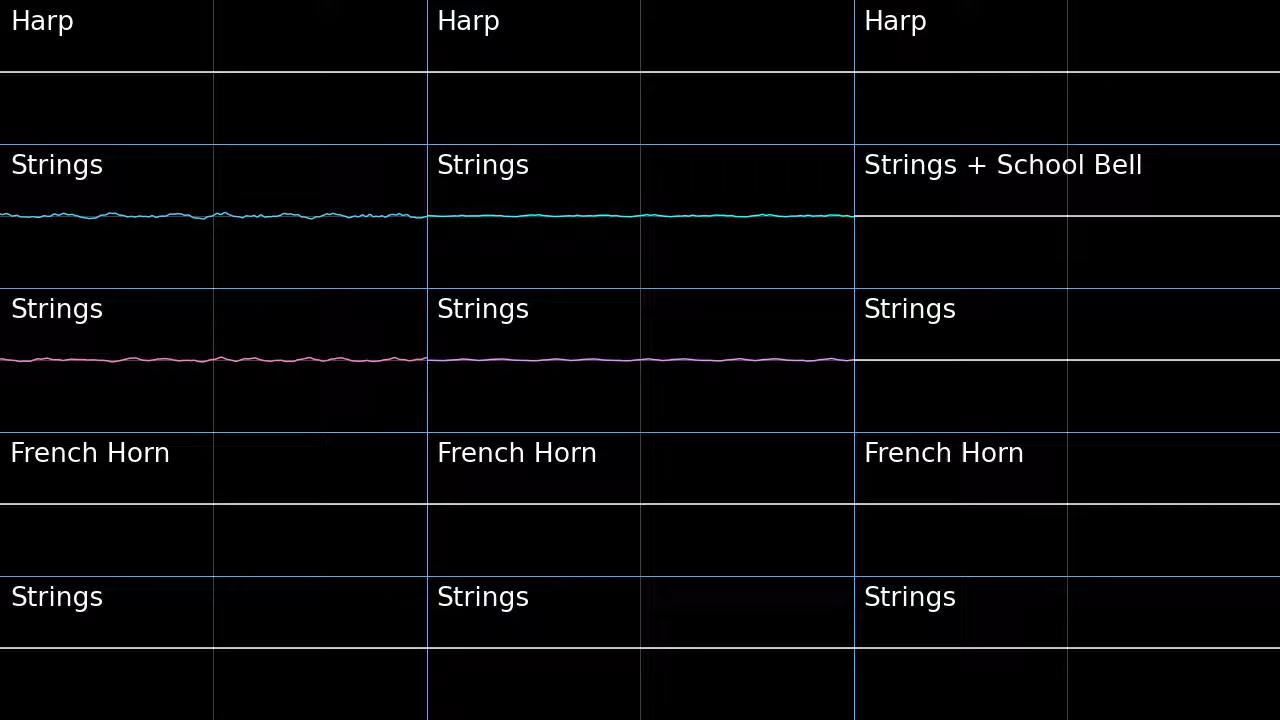 Harp
Harp
Harp
Strings
Strings
Strings + School Bell
Strings
Strings
Strings
French Horn
French Horn
French Horn
Strings
Strings
Strings